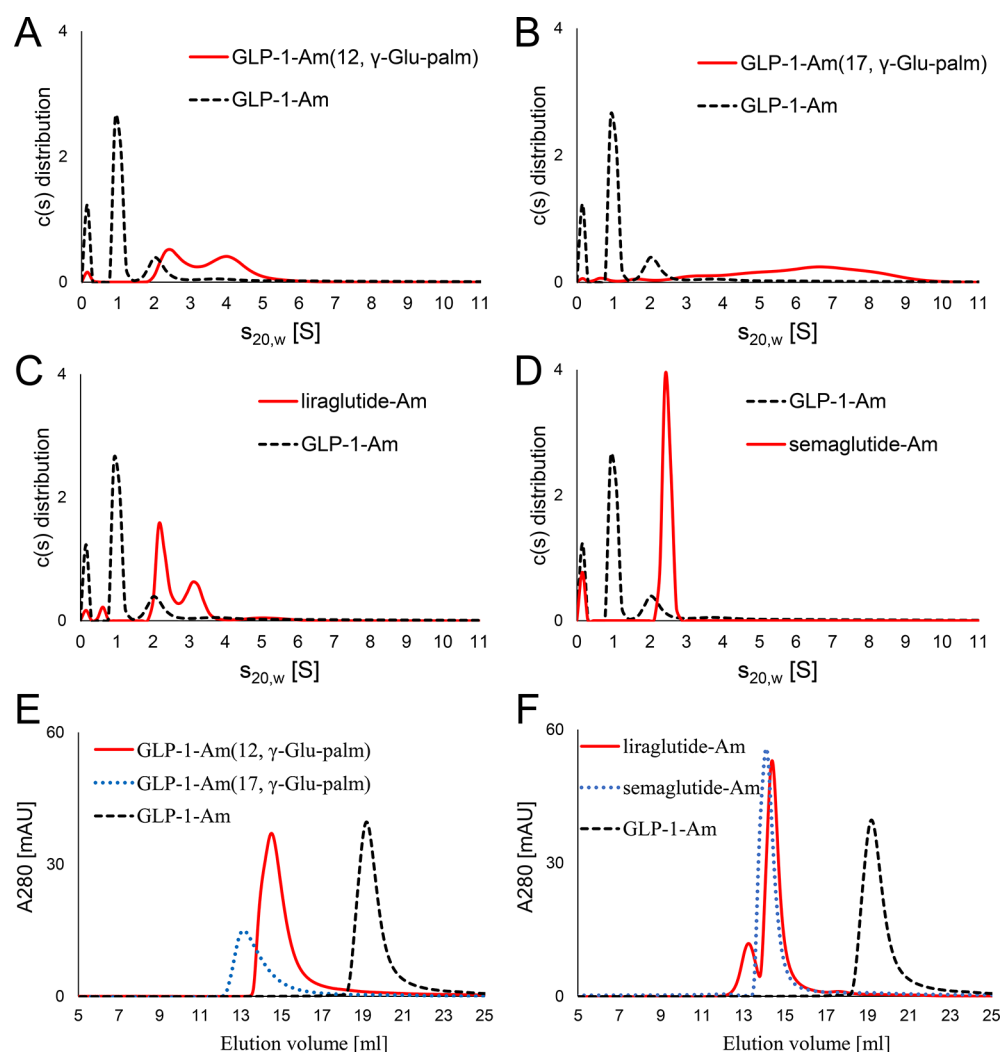 A
4
GLP-1-Am(12, γ-Glu-palm)
GLP-1-Am
c(s) distribution
2
0
0 1 2 3 4 5 6 7 8 9 10 11
s20,w [S]
B
4
GLP-1-Am(17, γ-Glu-palm)
GLP-1-Am
c(s) distribution
2
0
0 1 2 3 4 5 6 7 8 9 10 11
s20,w [S]
C
4
liraglutide-Am
GLP-1-Am
c(s) distribution
2
0
0 1 2 3 4 5 6 7 8 9 10 11
s20,w [S]
D
4
GLP-1-Am
semaglutide-Am
c(s) distribution
2
0
0 1 2 3 4 5 6 7 8 9 10 11
s20,w [S]
E
60
GLP-1-Am(12, γ-Glu-palm)
GLP-1-Am(17, γ-Glu-palm)
GLP-1-Am
A280 [mAU]
30
0
5 7 9 11 13 15 17 19 21 23 25
Elution volume [ml]
F
60
liraglutide-Am
semaglutide-Am
GLP-1-Am
A280 [mAU]
30
0
5 7 9 11 13 15 17 19 21 23 25
Elution volume [ml]